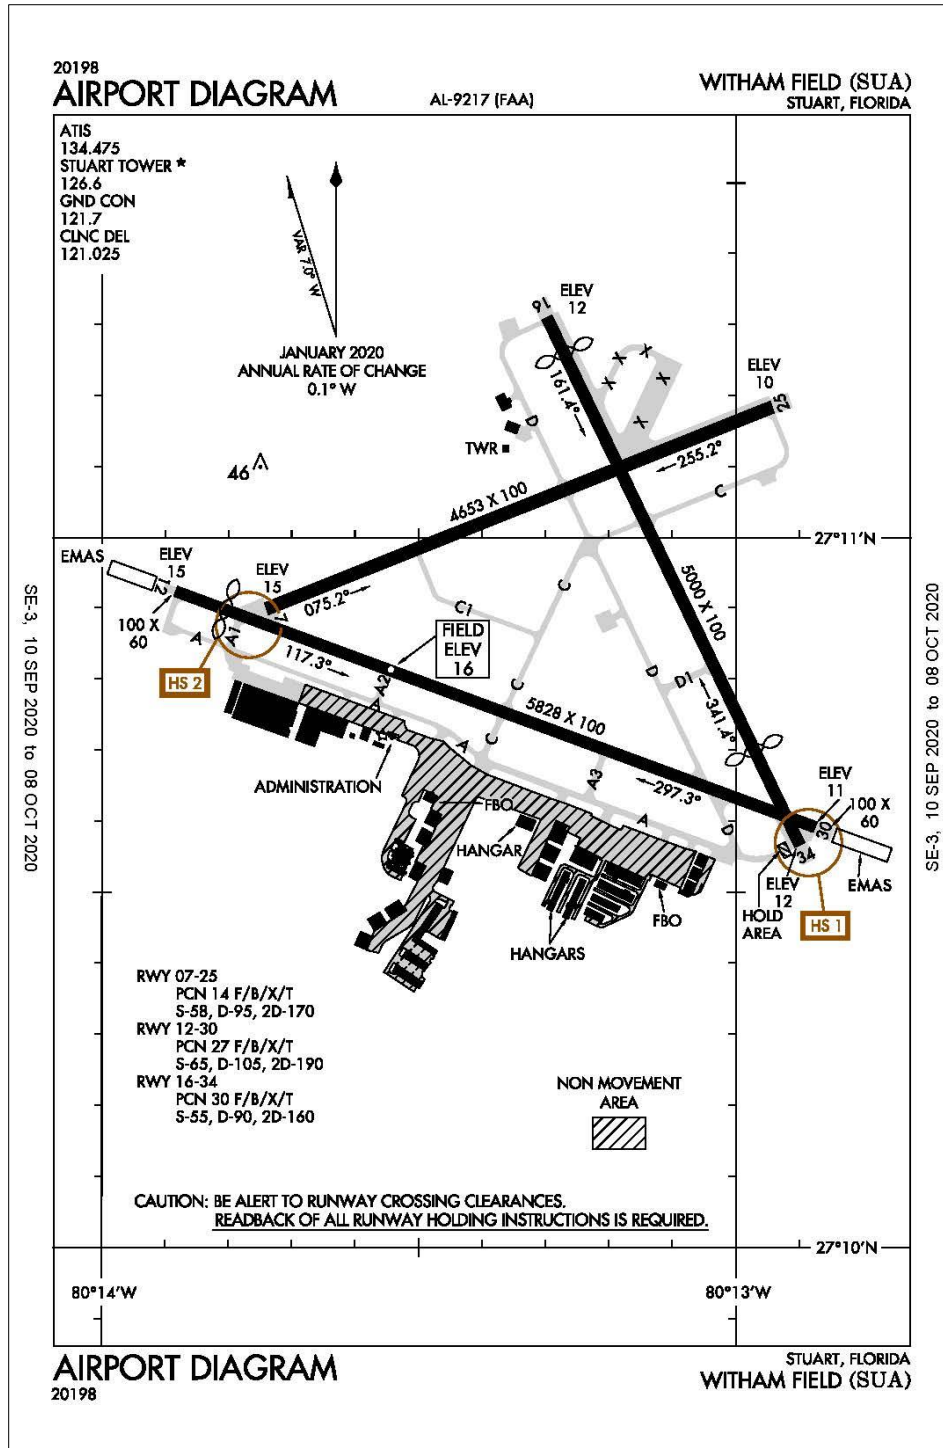 20198
AIRPORT DIAGRAM
AL-9217 (FAA)
WITHAM FIELD (SUA)
STUART, FLORIDA
ATIS
134.475
STUART TOWER *
126.6
GND CON
121.7
CLNC DEL
121.025
VAR 7.0° W
JANUARY 2020
ANNUAL RATE OF CHANGE
0.1° W
16
ELEV
12
161.4°
X
X
X
X
X
ELEV
10
25
D
TWR
46
255.2°
C
4653 X 100
27°11'N
EMAS
ELEV
15
12
ELEV
15
7
075.2°
C1
C
5000 X 100
100 X
60
A
A1
117.3°
FIELD
ELEV
16
HS 2
A2
C
D
D1
341.4°
5828 X 100
A
C
A
ADMINISTRATION
A3
297.3°
ELEV
11
100 X
60
30
FBO
HANGAR
A
D
34
ELEV
12
EMAS
HOLD
AREA
HS 1
FBO
HANGARS
RWY 07-25
PCN 14 F/B/X/T
S-58, D-95, 2D-170
RWY 12-30
PCN 27 F/B/X/T
S-65, D-105, 2D-190
RWY 16-34
PCN 30 F/B/X/T
S-55, D-90, 2D-160
NON MOVEMENT
AREA
CAUTION: BE ALERT TO RUNWAY CROSSING CLEARANCES.
READBACK OF ALL RUNWAY HOLDING INSTRUCTIONS IS REQUIRED.
27°10'N
80°14'W
80°13'W
SE-3, 10 SEP 2020 to 08 OCT 2020
SE-3, 10 SEP 2020 to 08 OCT 2020
AIRPORT DIAGRAM
20198
STUART, FLORIDA
WITHAM FIELD (SUA)